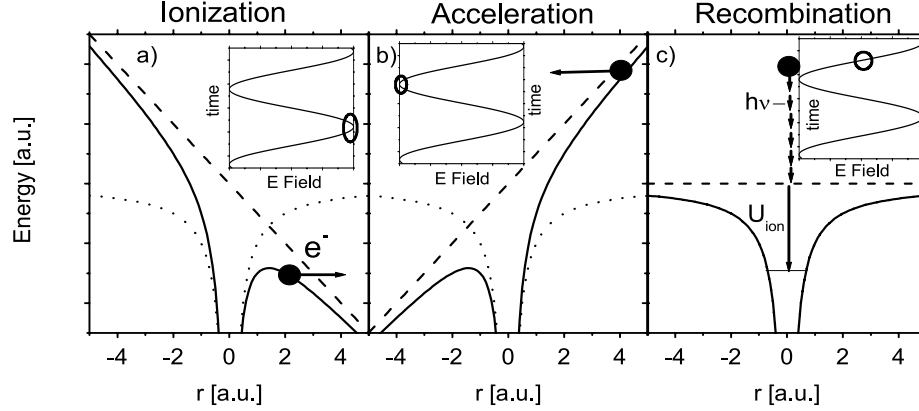 Ionization Acceleration Recombination
a) b) c)
time
E Field
time
E Field
time
E Field
hν
e⁻
U_ion
Energy [a.u.]
-4 -2 0 2 4 -4 -2 0 2 4 -4 -2 0 2 4
r [a.u.] r [a.u.] r [a.u.]